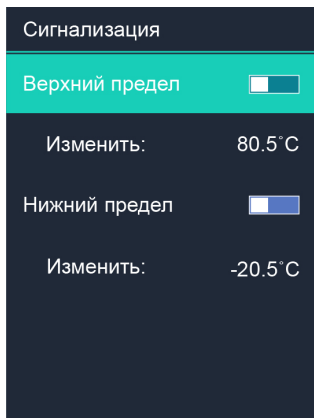 Сигнализация
Верхний предел
Изменить: 80.5°C
Нижний предел
Изменить: -20.5°C